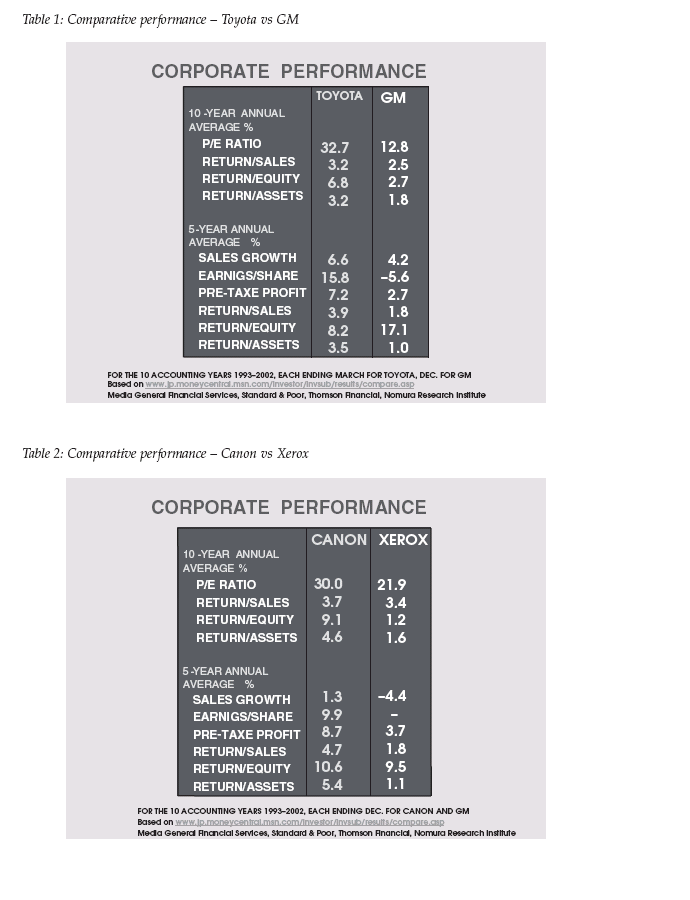 Table 1: Comparative performance – Toyota vs GM
CORPORATE PERFORMANCE
TOYOTA GM
10 -YEAR ANNUAL
AVERAGE %
P/E RATIO 32.7 12.8
RETURN/SALES 3.2 2.5
RETURN/EQUITY 6.8 2.7
RETURN/ASSETS 3.2 1.8
5-YEAR ANNUAL
AVERAGE %
SALES GROWTH 6.6 4.2
EARNIGS/SHARE 15.8 –5.6
PRE-TAXE PROFIT 7.2 2.7
RETURN/SALES 3.9 1.8
RETURN/EQUITY 8.2 17.1
RETURN/ASSETS 3.5 1.0
FOR THE 10 ACCOUNTING YEARS 1993–2002, EACH ENDING MARCH FOR TOYOTA, DEC. FOR GM
Based on www.jp.moneycentral.msn.com/investor/invsub/results/compare.asp
Media General Financial Services, Standard & Poor, Thomson Financial, Nomura Research Institute
Table 2: Comparative performance – Canon vs Xerox
CORPORATE PERFORMANCE
CANON XEROX
10 -YEAR ANNUAL
AVERAGE %
P/E RATIO 30.0 21.9
RETURN/SALES 3.7 3.4
RETURN/EQUITY 9.1 1.2
RETURN/ASSETS 4.6 1.6
5-YEAR ANNUAL
AVERAGE %
SALES GROWTH 1.3 –4.4
EARNIGS/SHARE 9.9 –
PRE-TAXE PROFIT 8.7 3.7
RETURN/SALES 4.7 1.8
RETURN/EQUITY 10.6 9.5
RETURN/ASSETS 5.4 1.1
FOR THE 10 ACCOUNTING YEARS 1993–2002, EACH ENDING DEC. FOR CANON AND GM
Based on www.jp.moneycentral.msn.com/investor/invsub/results/compare.asp
Media General Financial Services, Standard & Poor, Thomson Financial, Nomura Research Institute